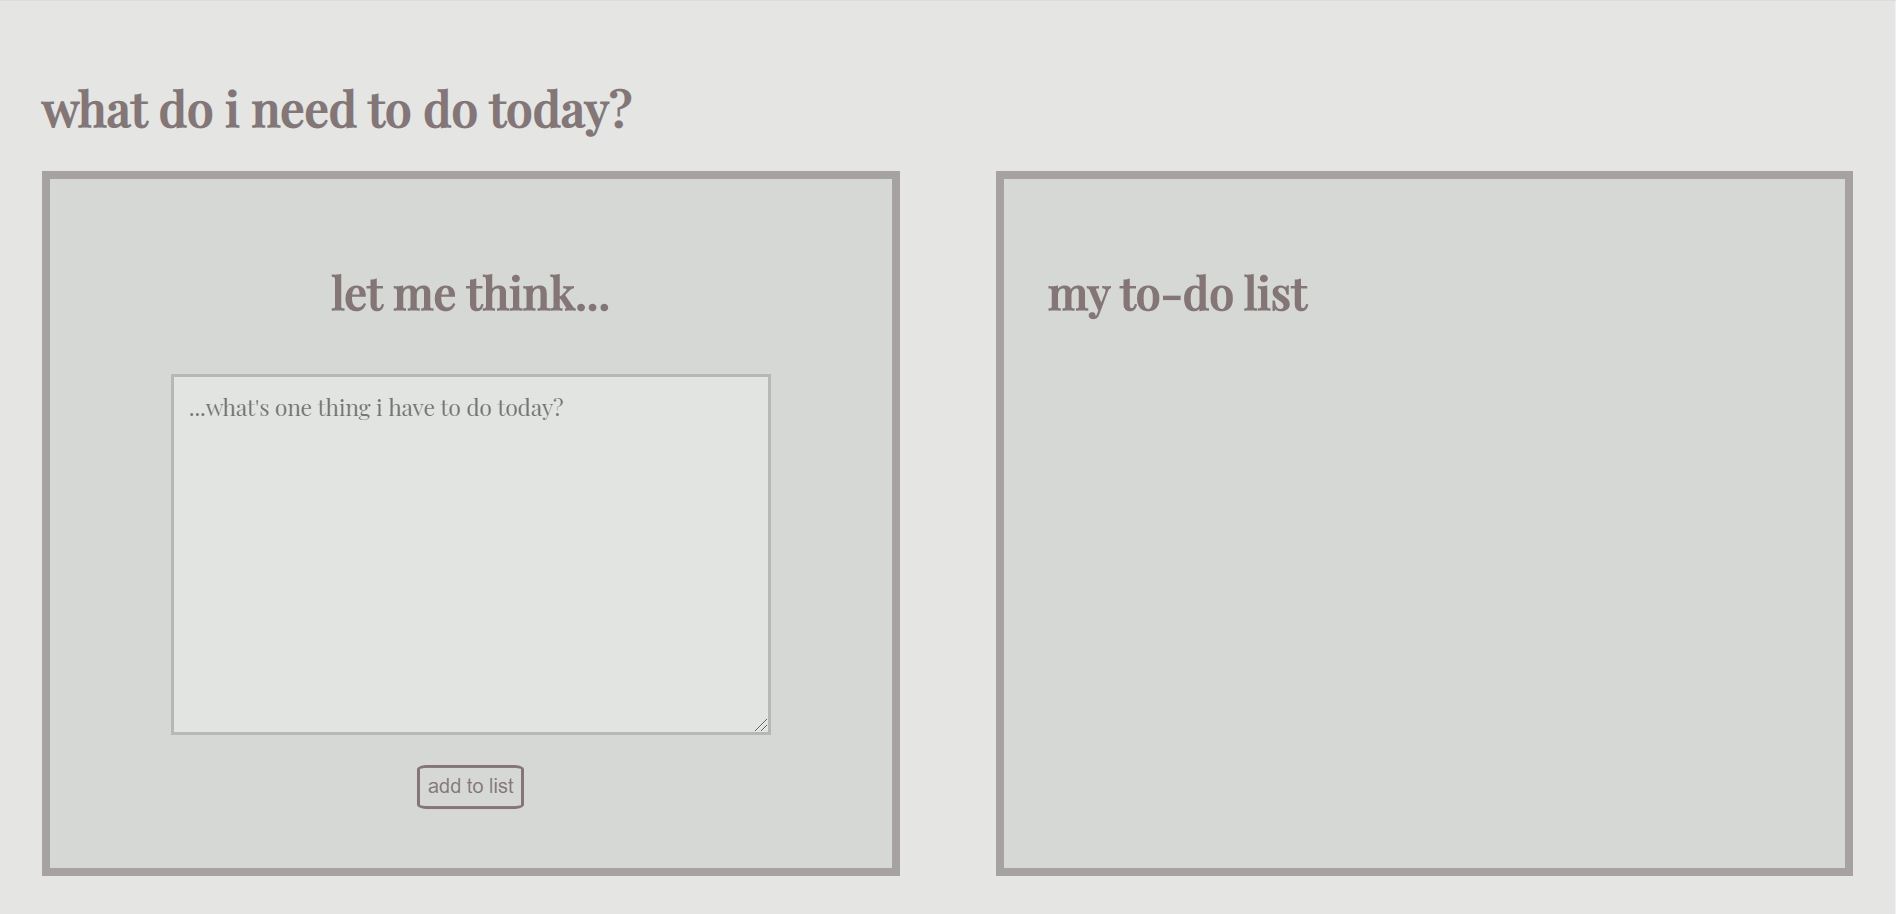 what do i need to do today?
let me think...
...what's one thing i have to do today?
add to list
my to-do list